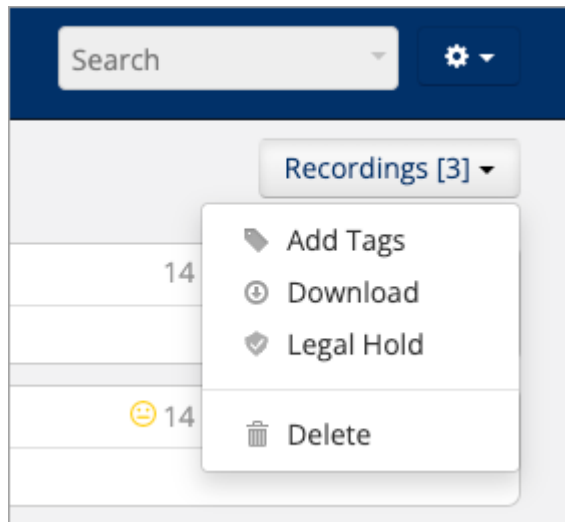 Search
Recordings [3]
Add Tags
14
Download
Legal Hold
14
Delete